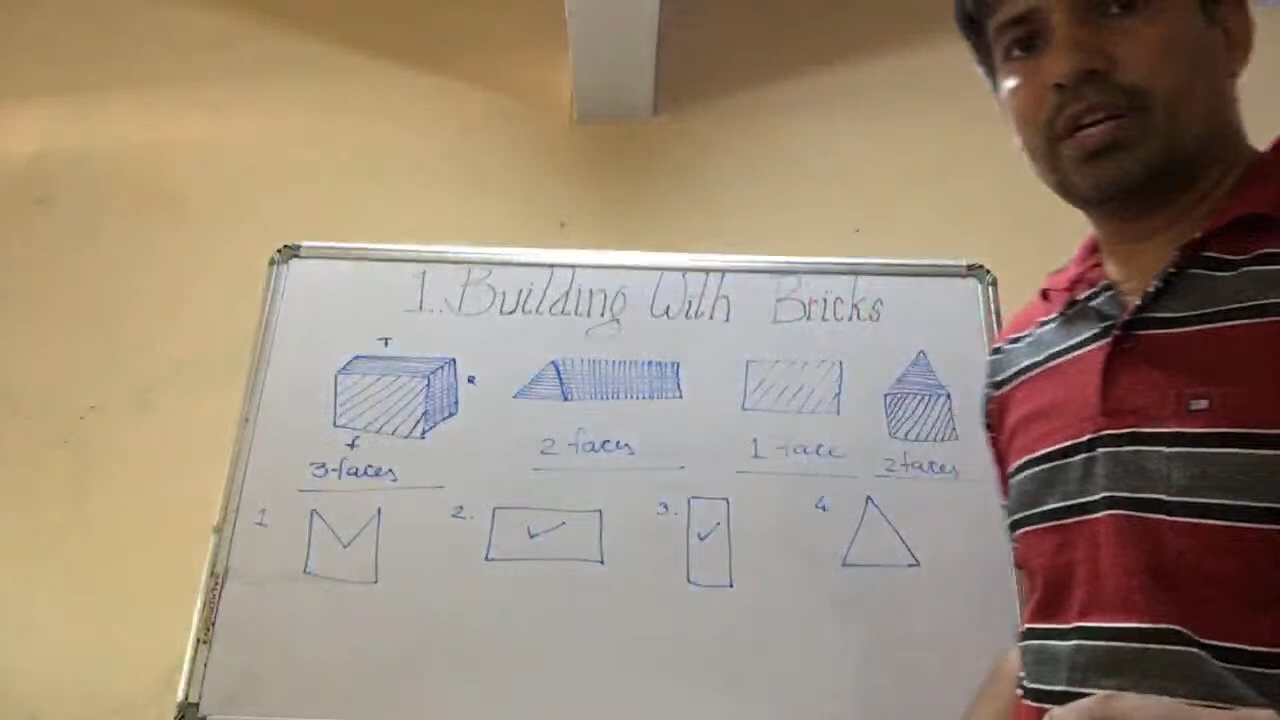 1. Building With Bricks
T
R
f
3 faces
2 faces
1 face
2 faces
1
2.
3.
4